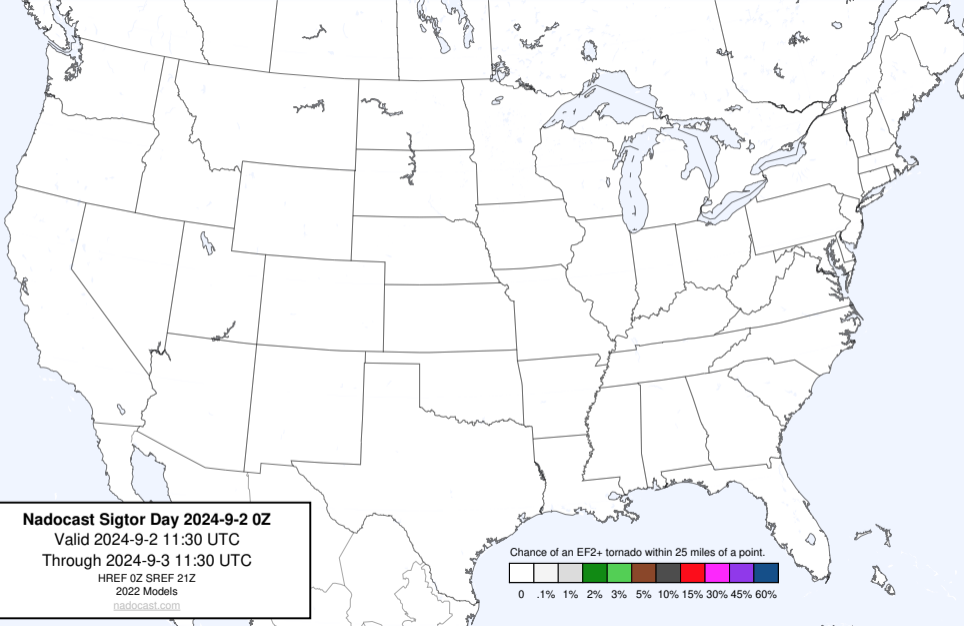 Nadocast Sigtor Day 2024-9-2 0Z
Valid 2024-9-2 11:30 UTC
Through 2024-9-3 11:30 UTC
HREF 0Z SREF 21Z
2022 Models
nadocast.com
Chance of an EF2+ tornado within 25 miles of a point.
0 .1% 1% 2% 3% 5% 10% 15% 30% 45% 60%